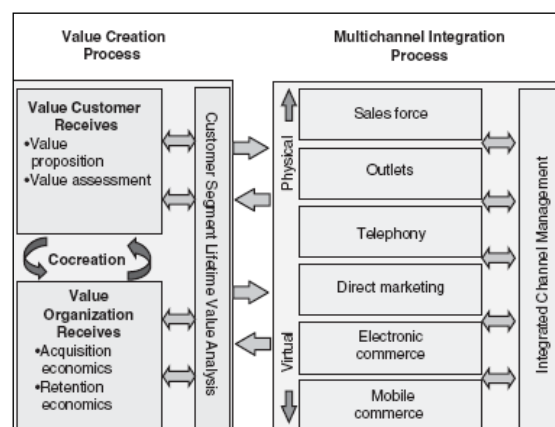 Value Creation
Process
Multichannel Integration
Process
Value Customer
Receives
•Value
proposition
•Value assessment
Cocreation
Value
Organization
Receives
•Acquisition
economics
•Retention
economics
Customer Segment Lifetime Value Analysis
Physical
Virtual
Sales force
Outlets
Telephony
Direct marketing
Electronic
commerce
Mobile
commerce
Integrated Channel Management